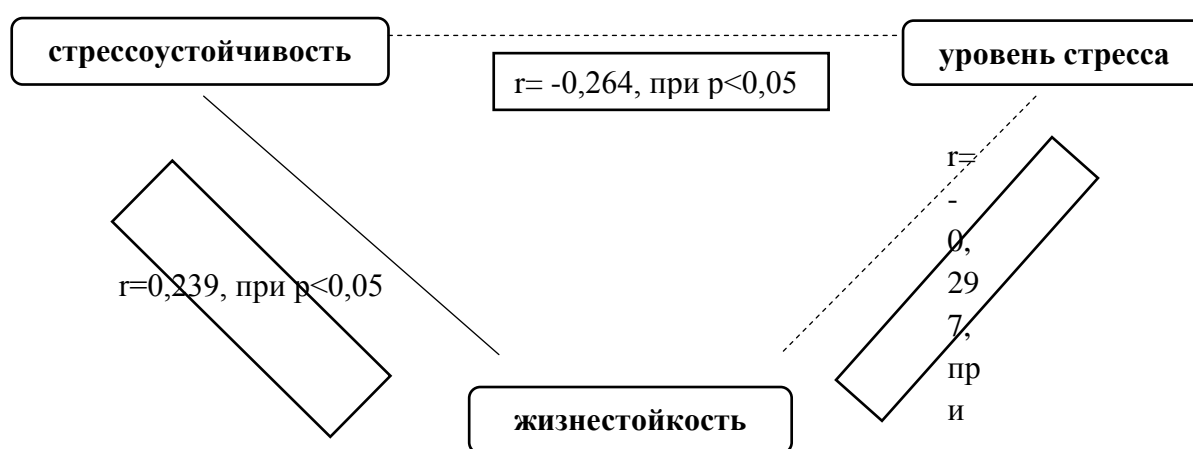 стрессоустойчивость
уровень стресса
r= -0,264, при p<0,05
r=
-
0,
29
7,
пр
и
r=0,239, при p<0,05
жизнестойкость